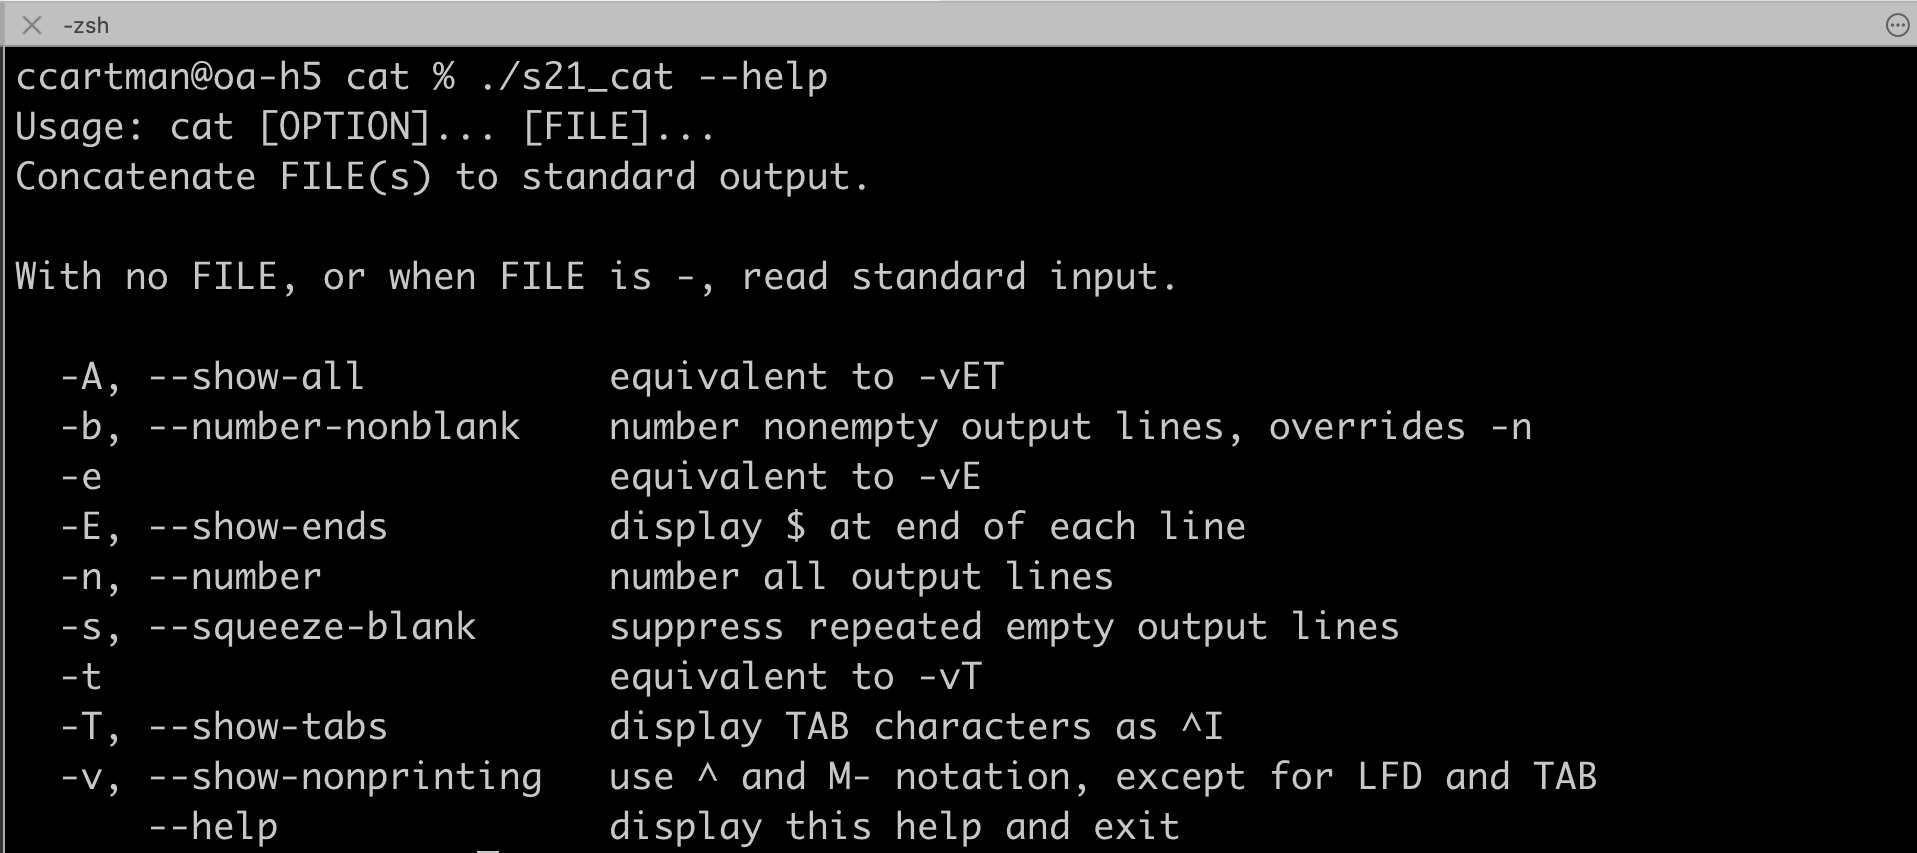 -zsh
ccartman@oa-h5 cat % ./s21_cat --help
Usage: cat [OPTION]... [FILE]...
Concatenate FILE(s) to standard output.

With no FILE, or when FILE is -, read standard input.

  -A, --show-all           equivalent to -vET
  -b, --number-nonblank    number nonempty output lines, overrides -n
  -e                       equivalent to -vE
  -E, --show-ends          display $ at end of each line
  -n, --number             number all output lines
  -s, --squeeze-blank      suppress repeated empty output lines
  -t                       equivalent to -vT
  -T, --show-tabs          display TAB characters as ^I
  -v, --show-nonprinting   use ^ and M- notation, except for LFD and TAB
      --help               display this help and exit